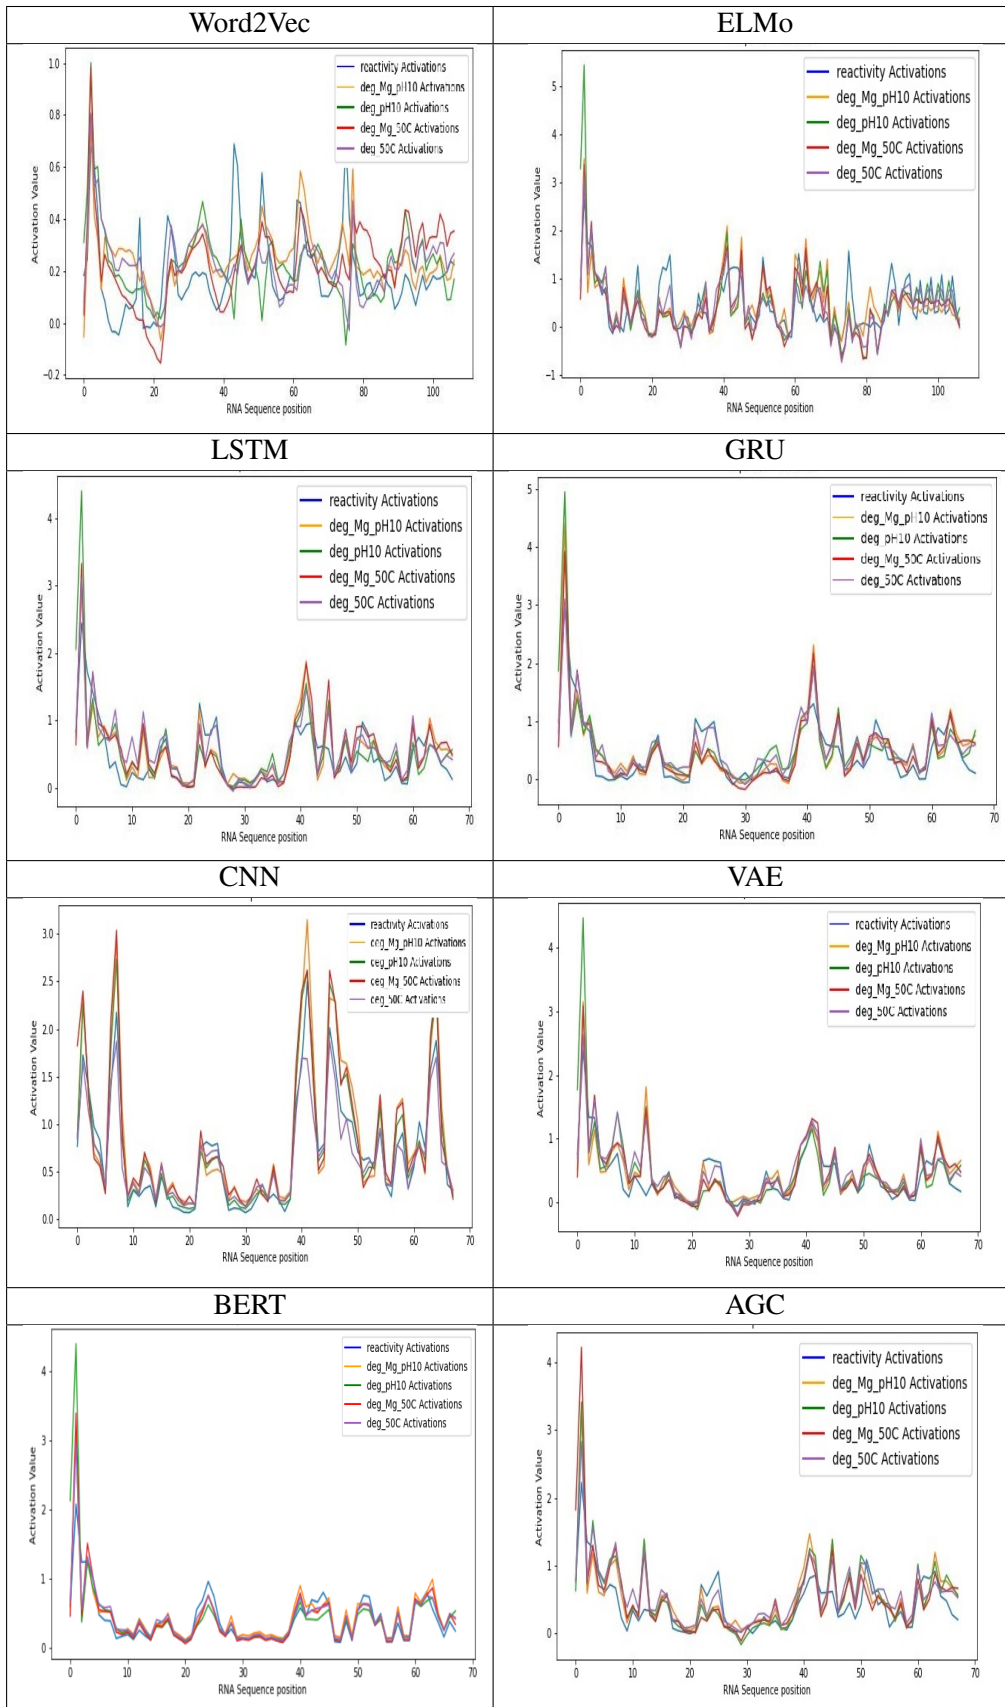 Word2Vec
ELMo
1.0
0.8
0.6
0.4
0.2
0.0
−0.2
Activation Value
reactivity Activations
deg_Mg_pH10 Activations
deg_pH10 Activations
deg_Mg_50C Activations
deg_50C Activations
0 20 40 60 80 100
RNA Sequence position
5
4
3
2
1
0
−1
Activation Value
reactivity Activations
deg_Mg_pH10 Activations
deg_pH10 Activations
deg_Mg_50C Activations
deg_50C Activations
0 20 40 60 80 100
RNA Sequence position
LSTM
GRU
4
3
2
1
0
Activation Value
reactivity Activations
deg_Mg_pH10 Activations
deg_pH10 Activations
deg_Mg_50C Activations
deg_50C Activations
0 10 20 30 40 50 60 70
RNA Sequence position
5
4
3
2
1
0
Activation Value
reactivity Activations
deg_Mg_pH10 Activations
deg_pH10 Activations
deg_Mg_50C Activations
deg_50C Activations
0 10 20 30 40 50 60 70
RNA Sequence position
CNN
VAE
3.0
2.5
2.0
1.5
1.0
0.5
0.0
Activation Value
reactivity Activations
deg_Mg_pH10 Activations
deg_pH10 Activations
deg_Mg_50C Activations
deg_50C Activations
0 10 20 30 40 50 60 70
RNA Sequence position
4
3
2
1
0
Activation Value
reactivity Activations
deg_Mg_pH10 Activations
deg_pH10 Activations
deg_Mg_50C Activations
deg_50C Activations
0 10 20 30 40 50 60 70
RNA Sequence position
BERT
AGC
4
3
2
1
0
Activation Value
reactivity Activations
deg_Mg_pH10 Activations
deg_pH10 Activations
deg_Mg_50C Activations
deg_50C Activations
0 10 20 30 40 50 60 70
RNA Sequence position
4
3
2
1
0
Activation Value
reactivity Activations
deg_Mg_pH10 Activations
deg_pH10 Activations
deg_Mg_50C Activations
deg_50C Activations
0 10 20 30 40 50 60 70
RNA Sequence position